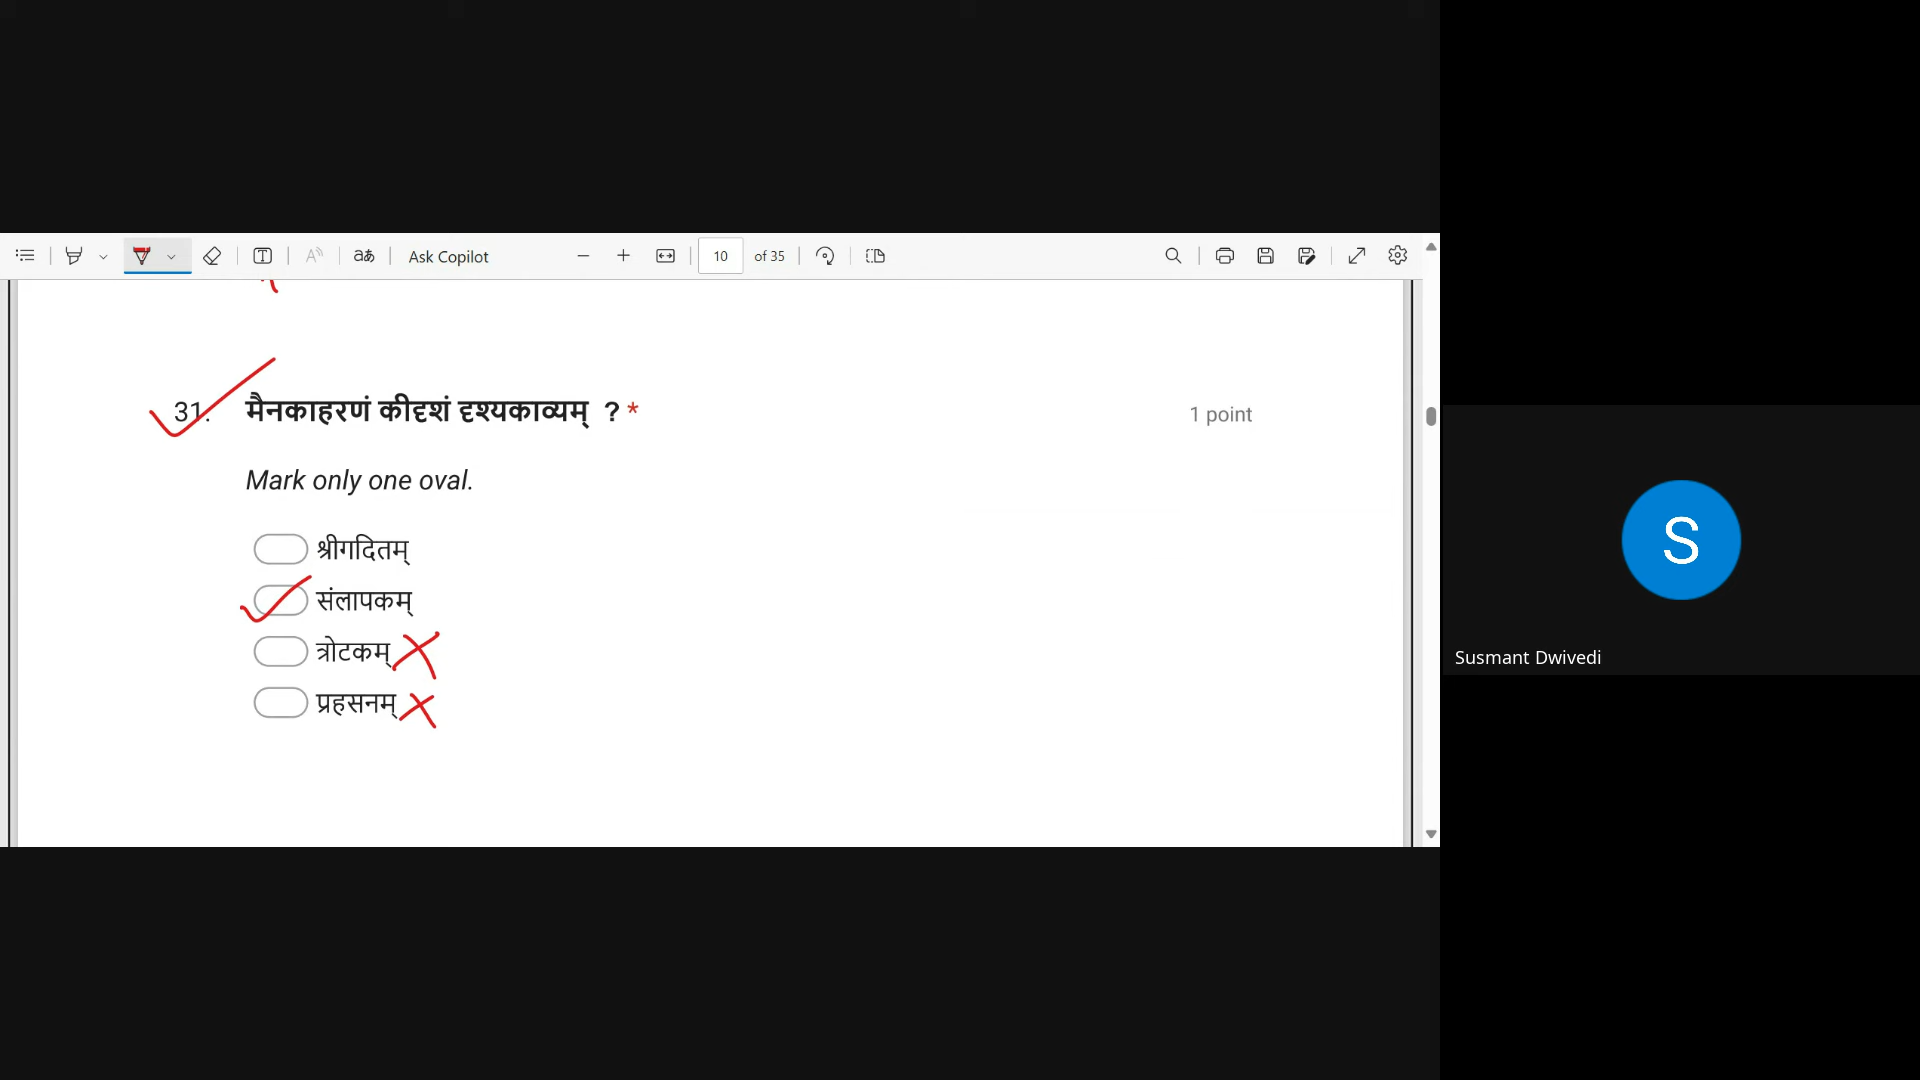 Ask Copilot
10 of 35
31. मैनकाहरणं कीदृशं दृश्यकाव्यम् ? * 1 point
Mark only one oval.
श्रीगदितम्
संलापकम्
त्रोटकम्
प्रहसनम्
S
Susmant Dwivedi